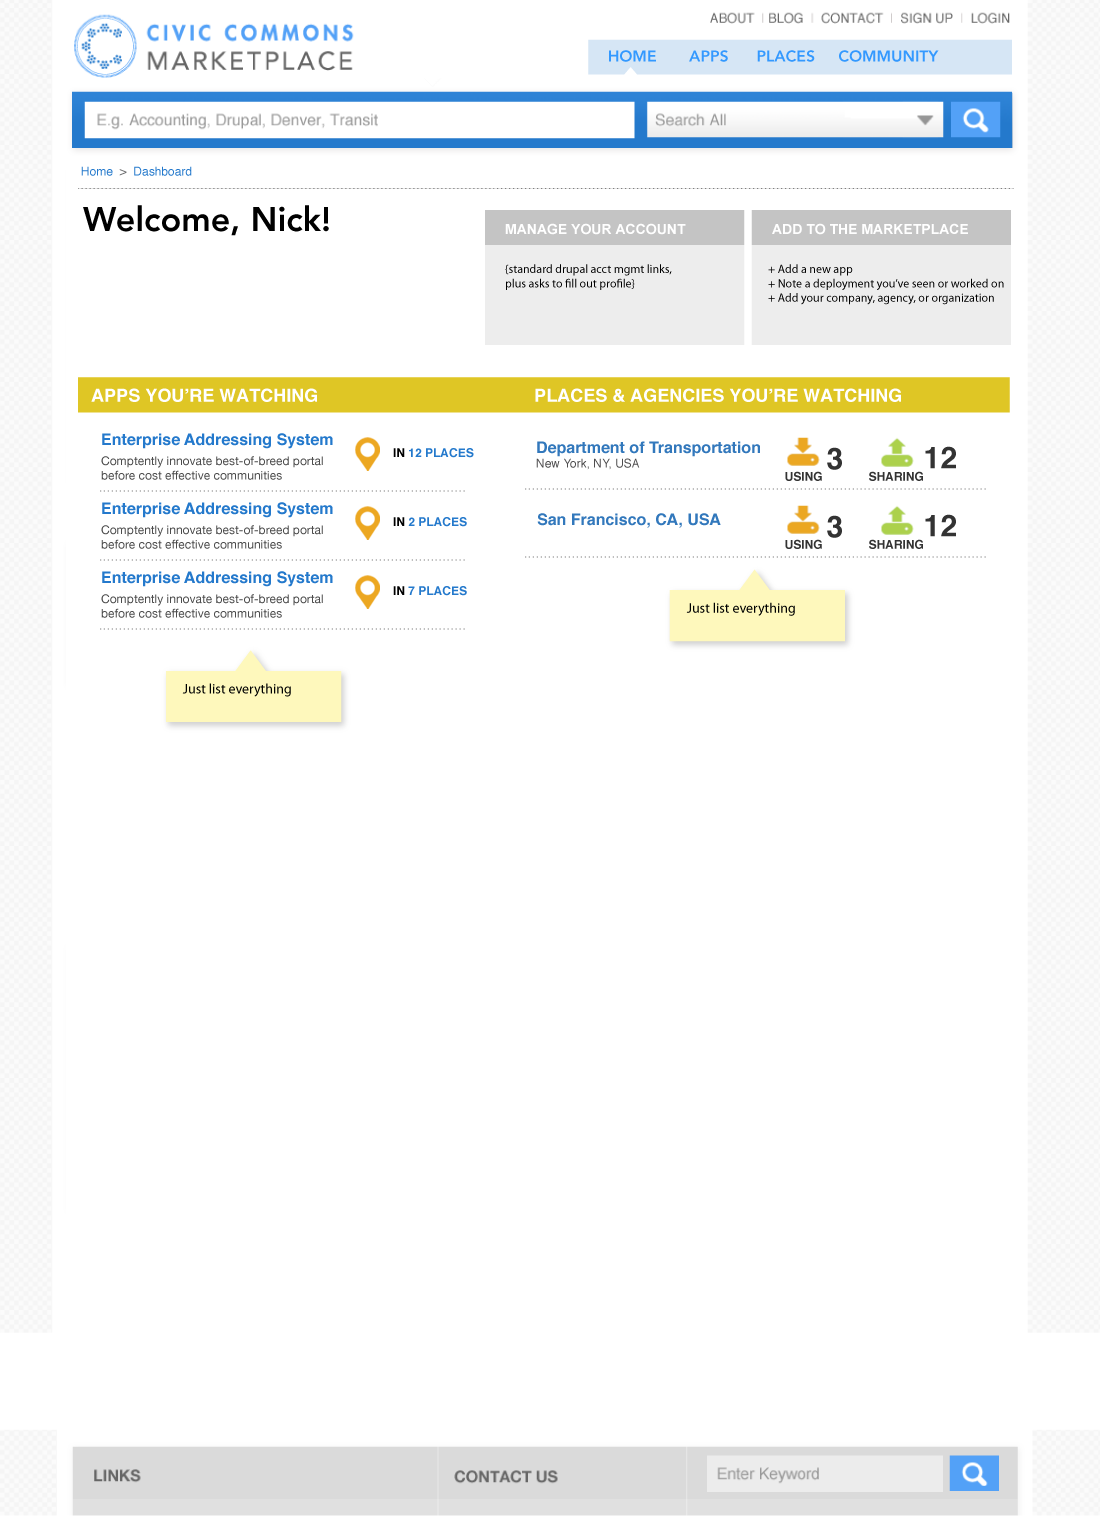 CIVIC COMMONS
MARKETPLACE
ABOUT | BLOG | CONTACT | SIGN UP | LOGIN
HOME APPS PLACES COMMUNITY
E.g. Accounting, Drupal, Denver, Transit
Search All
Home > Dashboard
Welcome, Nick!
MANAGE YOUR ACCOUNT
{standard drupal acct mgmt links,
plus asks to fill out profile}
ADD TO THE MARKETPLACE
+ Add a new app
+ Note a deployment you've seen or worked on
+ Add your company, agency, or organization
APPS YOU'RE WATCHING
Enterprise Addressing System
Comptently innovate best-of-breed portal
before cost effective communities
IN 12 PLACES
Enterprise Addressing System
Comptently innovate best-of-breed portal
before cost effective communities
IN 2 PLACES
Enterprise Addressing System
Comptently innovate best-of-breed portal
before cost effective communities
IN 7 PLACES
Just list everything
PLACES & AGENCIES YOU'RE WATCHING
Department of Transportation
New York, NY, USA
3
USING
12
SHARING
San Francisco, CA, USA
3
USING
12
SHARING
Just list everything
LINKS
CONTACT US
Enter Keyword